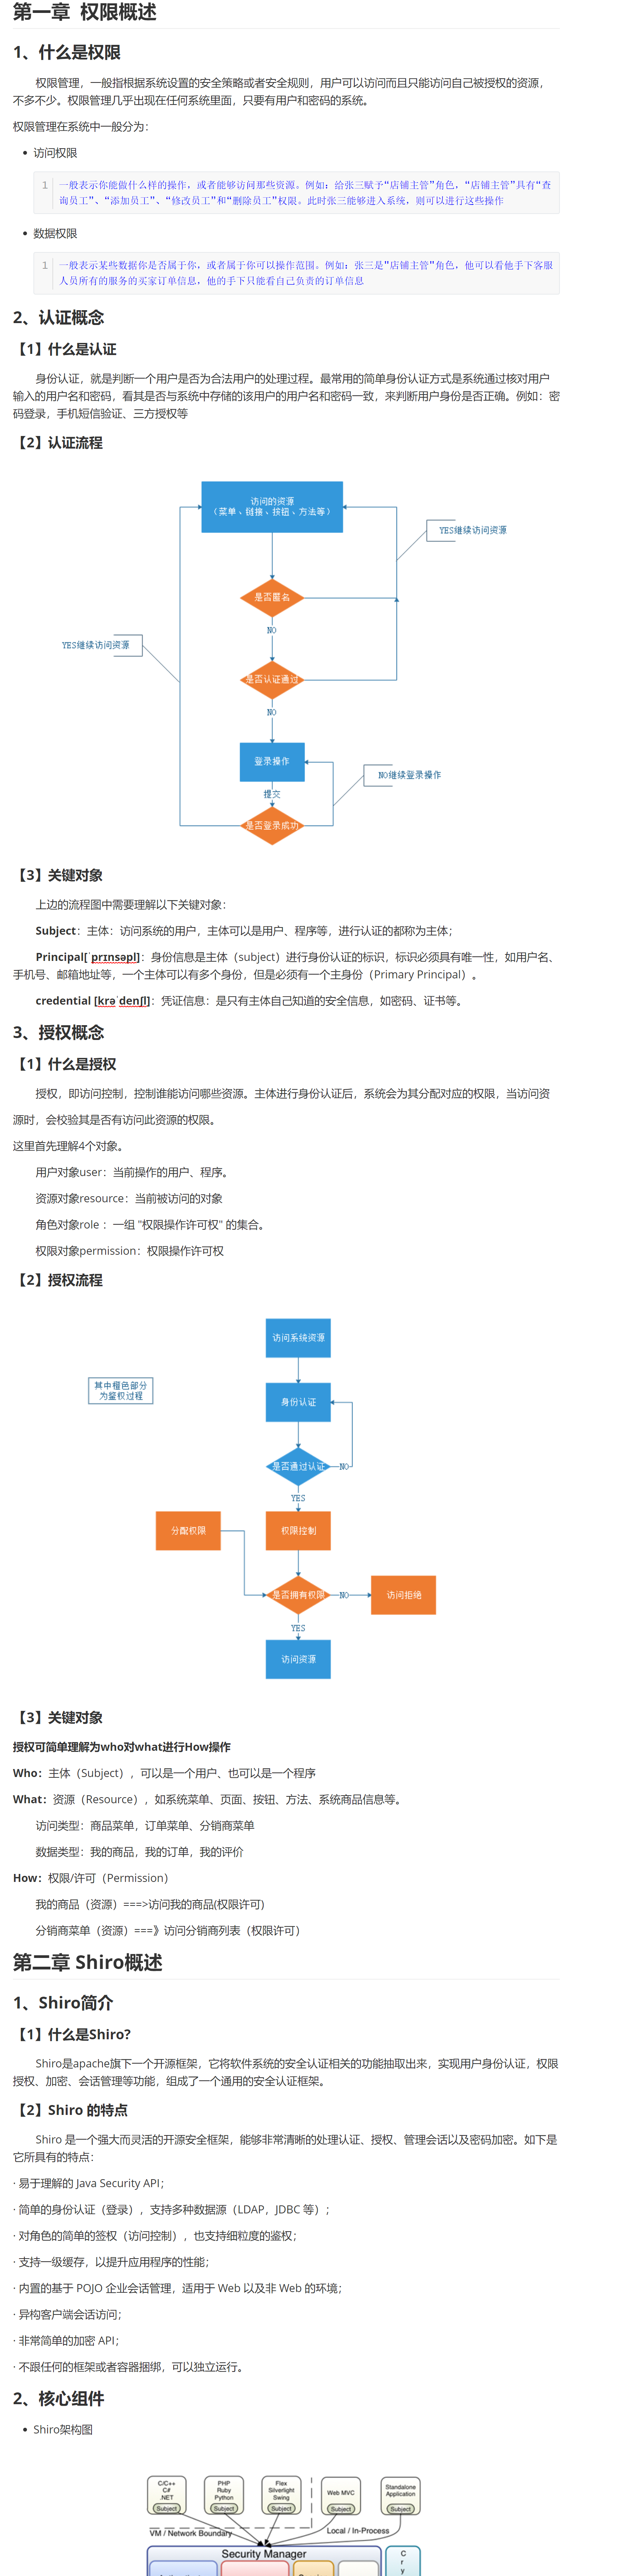 第一章 权限概述
1、什么是权限
权限管理，一般指根据系统设置的安全策略或者安全规则，用户可以访问而且只能访问自己被授权的资源，
不多不少。权限管理几乎出现在任何系统里面，只要有用户和密码的系统。
权限管理在系统中一般分为：
• 访问权限
1 一般表示你能做什么样的操作，或者能够访问那些资源。例如：给张三赋予“店铺主管”角色，“店铺主管”具有“查
询员工”、“添加员工”、“修改员工”和“删除员工”权限。此时张三能够进入系统，则可以进行这些操作
• 数据权限
1 一般表示某些数据你是否属于你，或者属于你可以操作范围。例如：张三是"店铺主管"角色，他可以看他手下客服
人员所有的服务的买家订单信息，他的手下只能看自己负责的订单信息
2、认证概念
【1】什么是认证
身份认证，就是判断一个用户是否为合法用户的处理过程。最常用的简单身份认证方式是系统通过核对用户
输入的用户名和密码，看其是否与系统中存储的该用户的用户名和密码一致，来判断用户身份是否正确。例如：密
码登录，手机短信验证、三方授权等
【2】认证流程
访问的资源
（菜单、链接、按钮、方法等）
YES继续访问资源
是否匿名
NO
YES继续访问资源
是否认证通过
NO
登录操作
NO继续登录操作
提交
是否登录成功
【3】关键对象
上边的流程图中需要理解以下关键对象：
Subject：主体：访问系统的用户，主体可以是用户、程序等，进行认证的都称为主体；
Principal[ˈprɪnsəpl]：身份信息是主体（subject）进行身份认证的标识，标识必须具有唯一性，如用户名、
手机号、邮箱地址等，一个主体可以有多个身份，但是必须有一个主身份（Primary Principal）。
credential [krəˈdenʃl]：凭证信息：是只有主体自己知道的安全信息，如密码、证书等。
3、授权概念
【1】什么是授权
授权，即访问控制，控制谁能访问哪些资源。主体进行身份认证后，系统会为其分配对应的权限，当访问资
源时，会校验其是否有访问此资源的权限。
这里首先理解4个对象。
用户对象user：当前操作的用户、程序。
资源对象resource：当前被访问的对象
角色对象role ：一组 "权限操作许可权" 的集合。
权限对象permission：权限操作许可权
【2】授权流程
访问系统资源
其中橙色部分
为鉴权过程
身份认证
是否通过认证
NO
YES
分配权限
权限控制
是否拥有权限
NO
访问拒绝
YES
访问资源
【3】关键对象
授权可简单理解为who对what进行How操作
Who：主体（Subject），可以是一个用户、也可以是一个程序
What：资源（Resource），如系统菜单、页面、按钮、方法、系统商品信息等。
访问类型：商品菜单，订单菜单、分销商菜单
数据类型：我的商品，我的订单，我的评价
How：权限/许可（Permission）
我的商品（资源）===>访问我的商品(权限许可)
分销商菜单（资源）===》访问分销商列表（权限许可）
第二章 Shiro概述
1、Shiro简介
【1】什么是Shiro?
Shiro是apache旗下一个开源框架，它将软件系统的安全认证相关的功能抽取出来，实现用户身份认证，权限
授权、加密、会话管理等功能，组成了一个通用的安全认证框架。
【2】Shiro 的特点
Shiro 是一个强大而灵活的开源安全框架，能够非常清晰的处理认证、授权、管理会话以及密码加密。如下是
它所具有的特点：
· 易于理解的 Java Security API；
· 简单的身份认证（登录），支持多种数据源（LDAP，JDBC 等）；
· 对角色的简单的签权（访问控制），也支持细粒度的鉴权；
· 支持一级缓存，以提升应用程序的性能；
· 内置的基于 POJO 企业会话管理，适用于 Web 以及非 Web 的环境；
· 异构客户端会话访问；
· 非常简单的加密 API；
· 不跟任何的框架或者容器捆绑，可以独立运行。
2、核心组件
• Shiro架构图
C/C++
C#
.NET
Subject
PHP
Ruby
Python
Subject
Flex
Silverlight
Swing
Subject
Web MVC
Subject
Standalone
Application
Subject
VM / Network Boundary
Local / In-Process
Security Manager
C
r
y